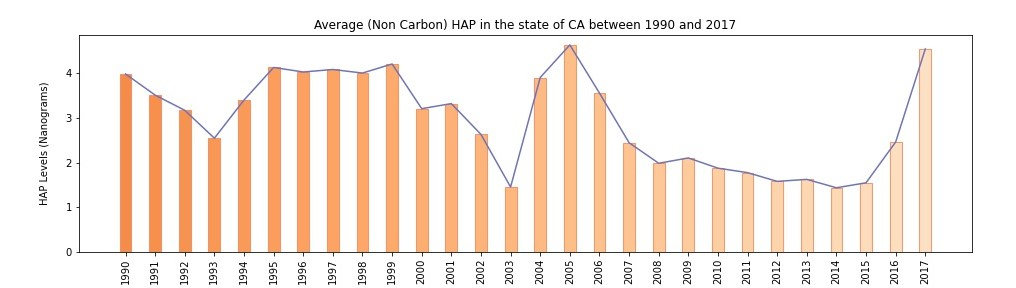 Average (Non Carbon) HAP in the state of CA between 1990 and 2017
HAP Levels (Nanograms)
4
3
2
1
0
1990 1991 1992 1993 1994 1995 1996 1997 1998 1999 2000 2001 2002 2003 2004 2005 2006 2007 2008 2009 2010 2011 2012 2013 2014 2015 2016 2017